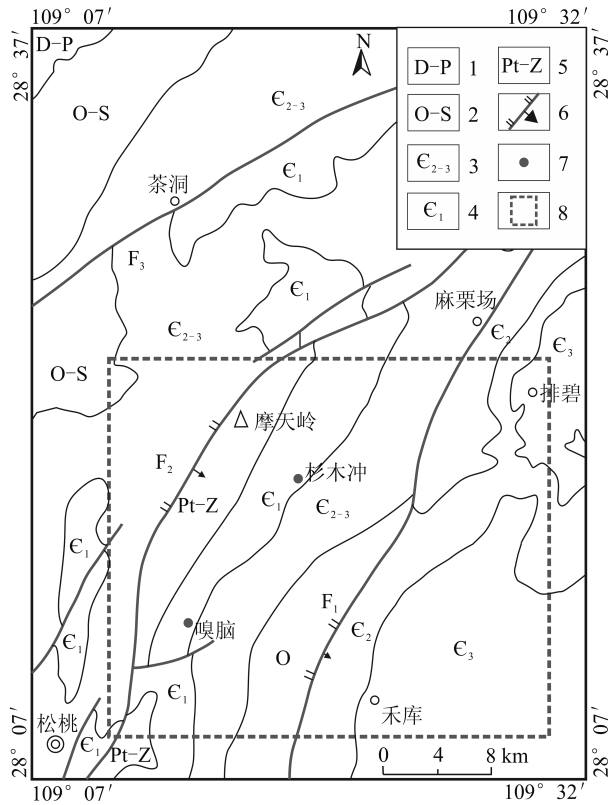 109° 07′
109° 32′
28° 37′
28° 37′
D-P
N
D-P 1
Pt-Z 5
O-S 2
6
Є₂₋₃ 3
7
Є₁ 4
8
O-S
Є₂₋₃
Є₁
茶洞
F₃
Є₁
麻栗场
Є₂₋₃
Є₂
Є₃
O-S
排碧
摩天岭
F₂
杉木冲
Pt-Z
Є₁
Є₂₋₃
Є₁
F₁
嗅脑
Є₂
Є₃
Є₁
O
Є₁
禾库
松桃
Є₁
Pt-Z
0 4 8 km
28° 07′
28° 07′
109° 07′
109° 32′